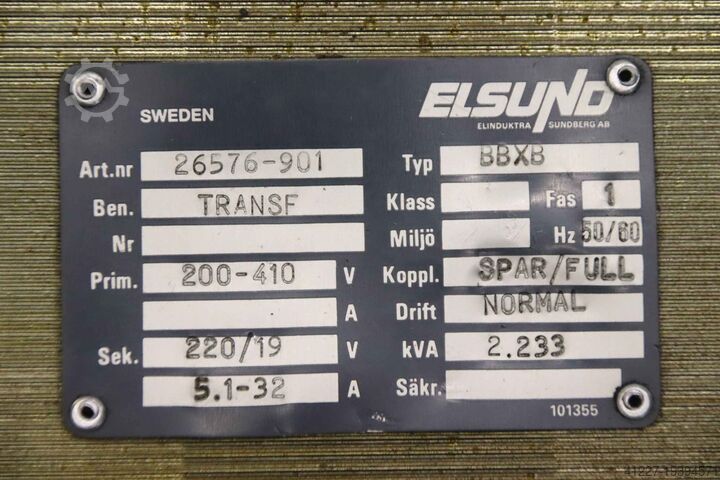 SWEDEN
ELSUND
ELINDUKTRA SUNDBERG AB
Art.nr 26576-901 Typ BBXB
Ben. TRANSF Klass Fas 1
Nr Miljö Hz 50/60
Prim. 200-410 V Koppl. SPAR/FULL
A Drift NORMAL
Sek. 220/19 V kVA 2.233
5.1-32 A Säkr.
101355